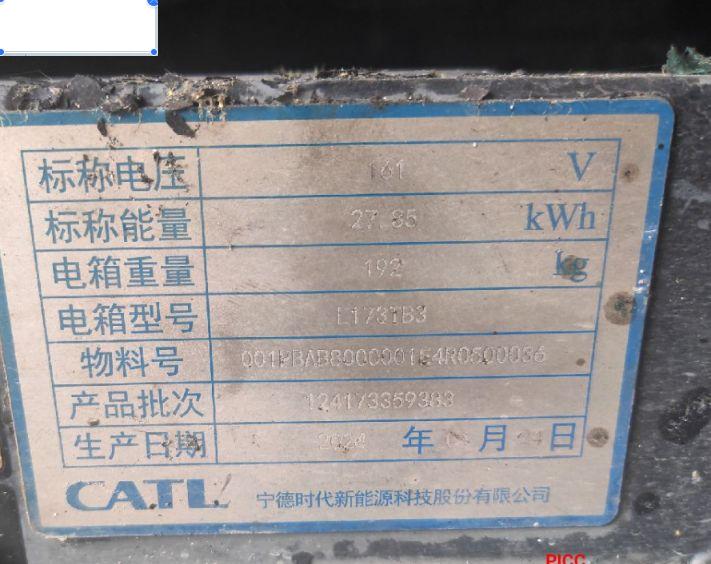 标称电压 161 V
标称能量 27.85 kWh
电箱重量 192 kg
电箱型号 E173TB3
物料号
产品批次 124173359383
生产日期 2024 年 月 日
CATL 宁德时代新能源科技股份有限公司
PICC